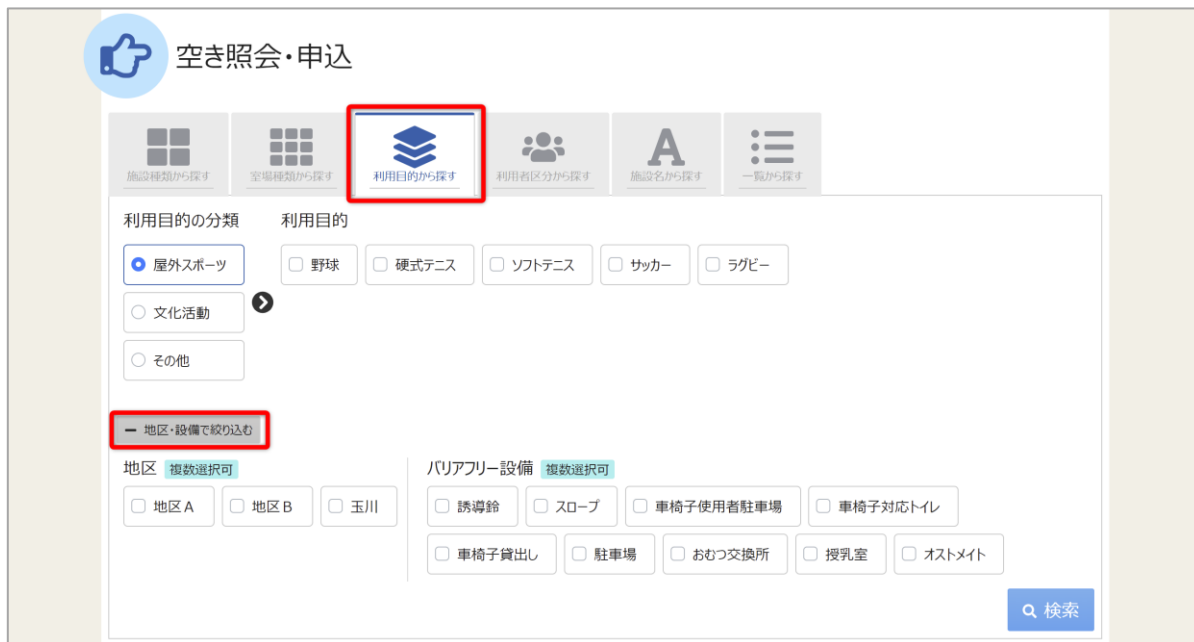 空き照会・申込
施設種類から探す 室場種類から探す 利用目的から探す 利用者区分から探す 施設名から探す 一覧から探す
利用目的の分類 利用目的
屋外スポーツ 野球 硬式テニス ソフトテニス サッカー ラグビー
文化活動
その他
地区・設備で絞り込む
地区 複数選択可 バリアフリー設備 複数選択可
地区A 地区B 玉川 誘導鈴 スロープ 車椅子使用者駐車場 車椅子対応トイレ
車椅子貸出し 駐車場 おむつ交換所 授乳室 オストメイト
検索